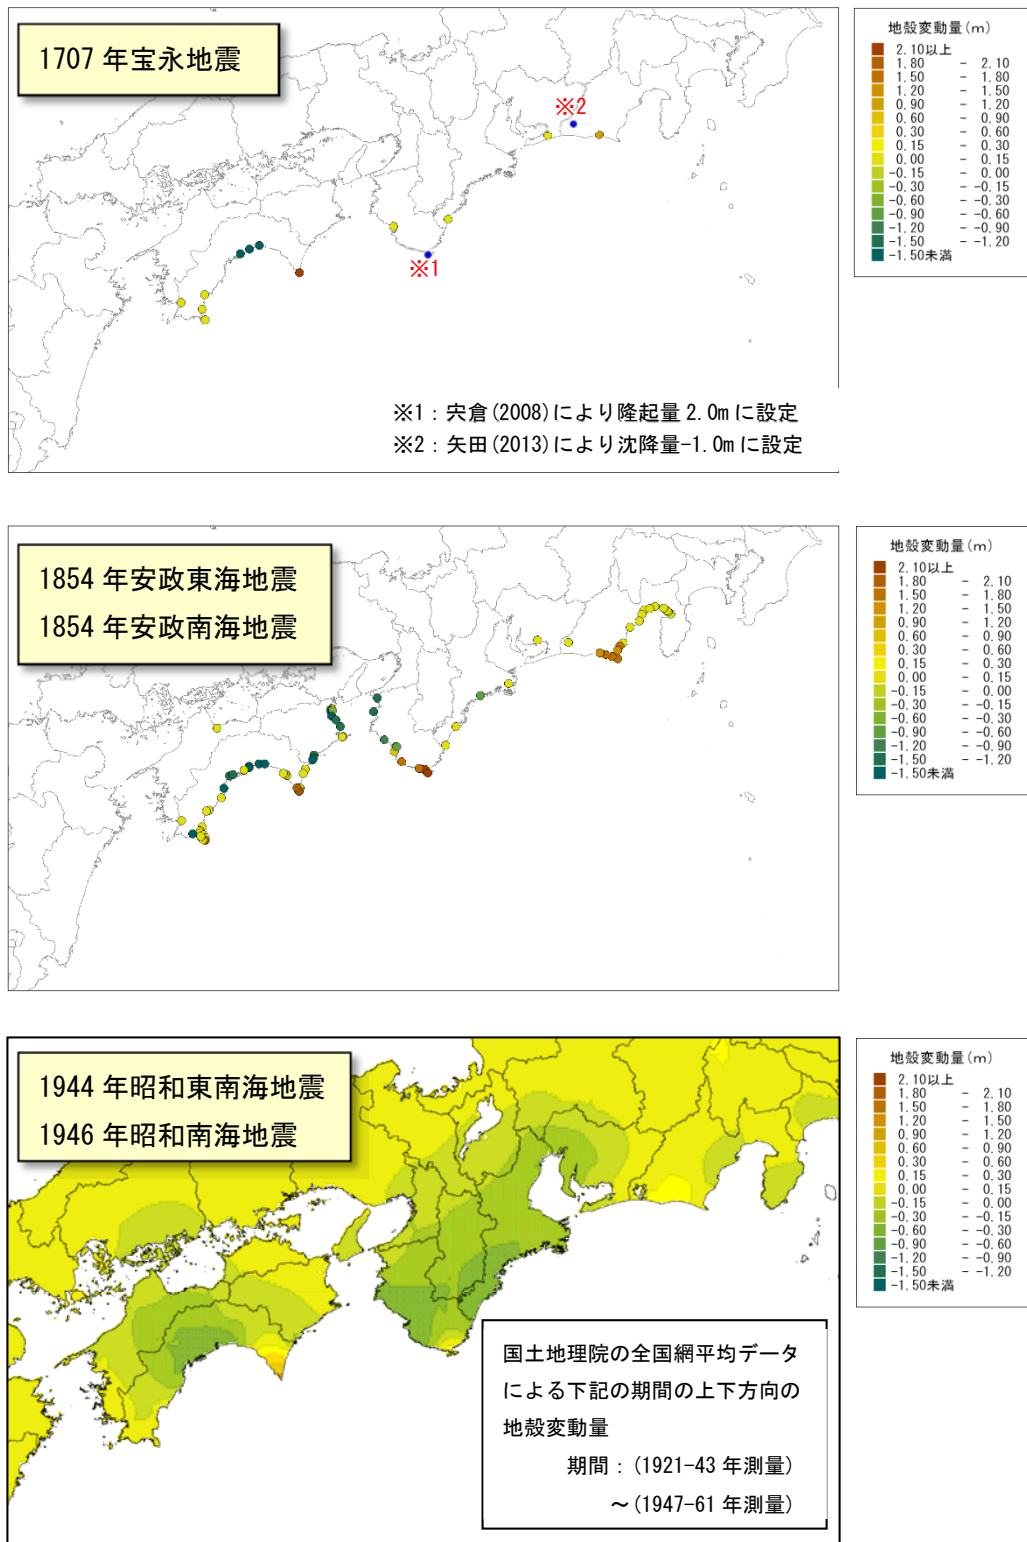 1707 年宝永地震
※2
※1
※1：宍倉(2008)により隆起量 2.0m に設定
※2：矢田(2013)により沈降量-1.0m に設定
地殻変動量(m)
2.10以上
1.80 - 2.10
1.50 - 1.80
1.20 - 1.50
0.90 - 1.20
0.60 - 0.90
0.30 - 0.60
0.15 - 0.30
0.00 - 0.15
-0.15 - 0.00
-0.30 - -0.15
-0.60 - -0.30
-0.90 - -0.60
-1.20 - -0.90
-1.50 - -1.20
-1.50未満
1854 年安政東海地震
1854 年安政南海地震
地殻変動量(m)
2.10以上
1.80 - 2.10
1.50 - 1.80
1.20 - 1.50
0.90 - 1.20
0.60 - 0.90
0.30 - 0.60
0.15 - 0.30
0.00 - 0.15
-0.15 - 0.00
-0.30 - -0.15
-0.60 - -0.30
-0.90 - -0.60
-1.20 - -0.90
-1.50 - -1.20
-1.50未満
1944 年昭和東南海地震
1946 年昭和南海地震
国土地理院の全国網平均データ
による下記の期間の上下方向の
地殻変動量
期間：(1921-43 年測量)
～(1947-61 年測量)
地殻変動量(m)
2.10以上
1.80 - 2.10
1.50 - 1.80
1.20 - 1.50
0.90 - 1.20
0.60 - 0.90
0.30 - 0.60
0.15 - 0.30
0.00 - 0.15
-0.15 - 0.00
-0.30 - -0.15
-0.60 - -0.30
-0.90 - -0.60
-1.20 - -0.90
-1.50 - -1.20
-1.50未満